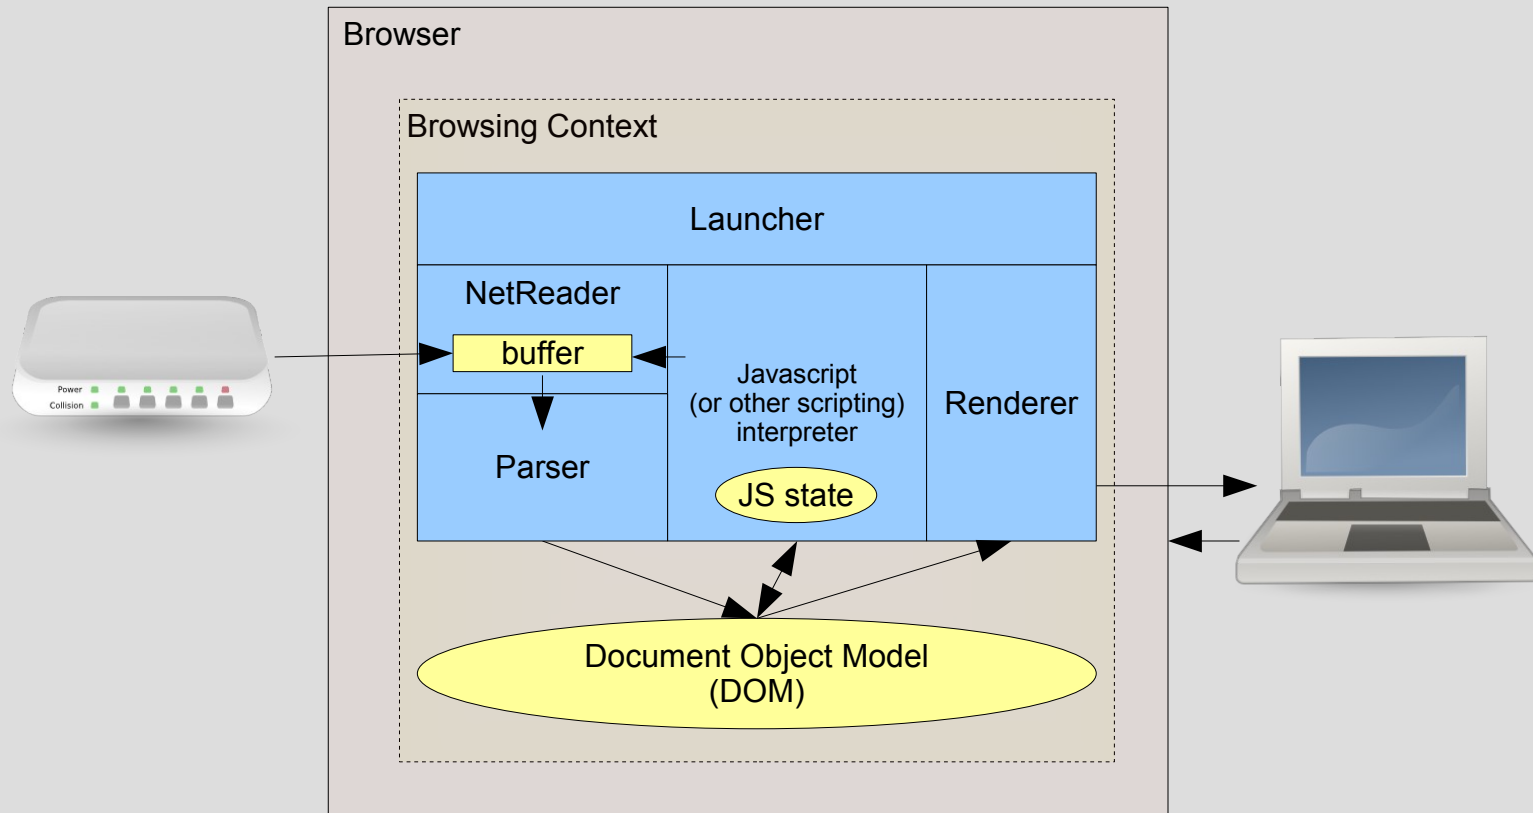 Browser
Browsing Context
Launcher
NetReader
buffer
Javascript
(or other scripting)
interpreter
Renderer
Power
Collision
Parser
JS state
Document Object Model
(DOM)